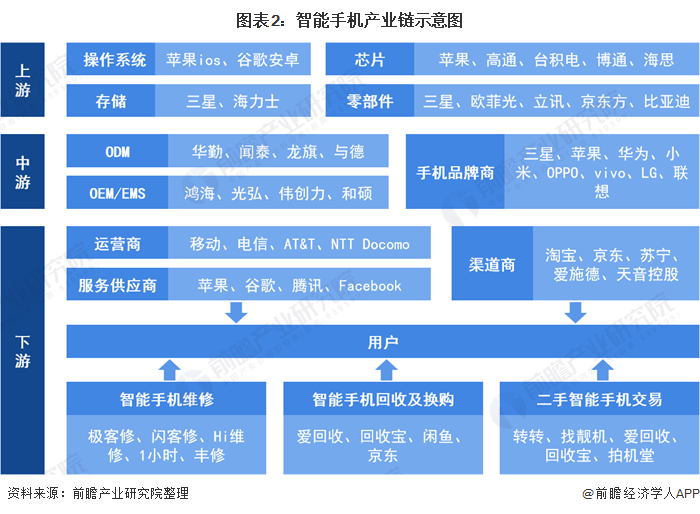 图表2：智能手机产业链示意图
上游
操作系统
苹果ios、谷歌安卓
芯片
苹果、高通、台积电、博通、海思
存储
三星、海力士
零部件
三星、欧菲光、立讯、京东方、比亚迪
中游
ODM
华勤、闻泰、龙旗、与德
手机品牌商
三星、苹果、华为、小
米、OPPO、vivo、LG、联
想
OEM/EMS
鸿海、光弘、伟创力、和硕
下游
运营商
移动、电信、AT&T、NTT Docomo
渠道商
淘宝、京东、苏宁、
爱施德、天音控股
服务供应商
苹果、谷歌、腾讯、Facebook
用户
智能手机维修
极客修、闪客修、Hi维
修、1小时、丰修
智能手机回收及换购
爱回收、回收宝、闲鱼、
京东
二手智能手机交易
转转、找靓机、爱回收、
回收宝、拍机堂
资料来源：前瞻产业研究院整理
@前瞻经济学人APP
前瞻产业研究院